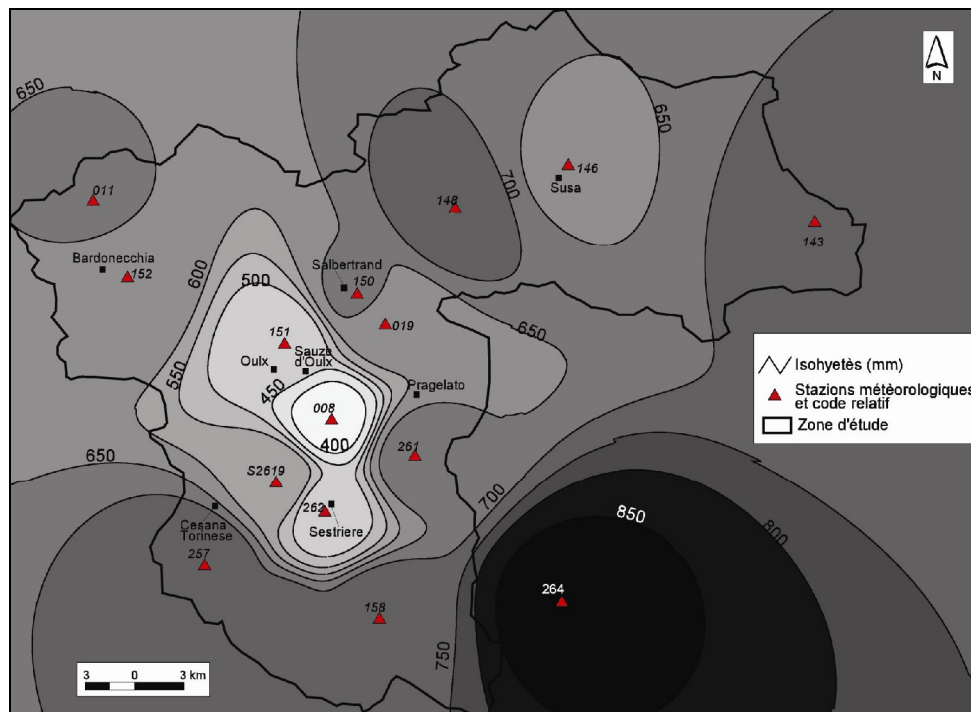 650
650
011
146
Susa
700
148
143
N
Bardonecchia
152
600
Salbertrand
150
500
019
151
Sauze
d'Oulx
Oulx
650
550
450
Pragelato
008
400
261
S2619
650
700
262
Sestriere
Cesana
Torinese
257
850
800
264
158
750
Isohyetès (mm)
Stazions mètèorologiques
et code relatif
Zone d'étude
3 0 3 km